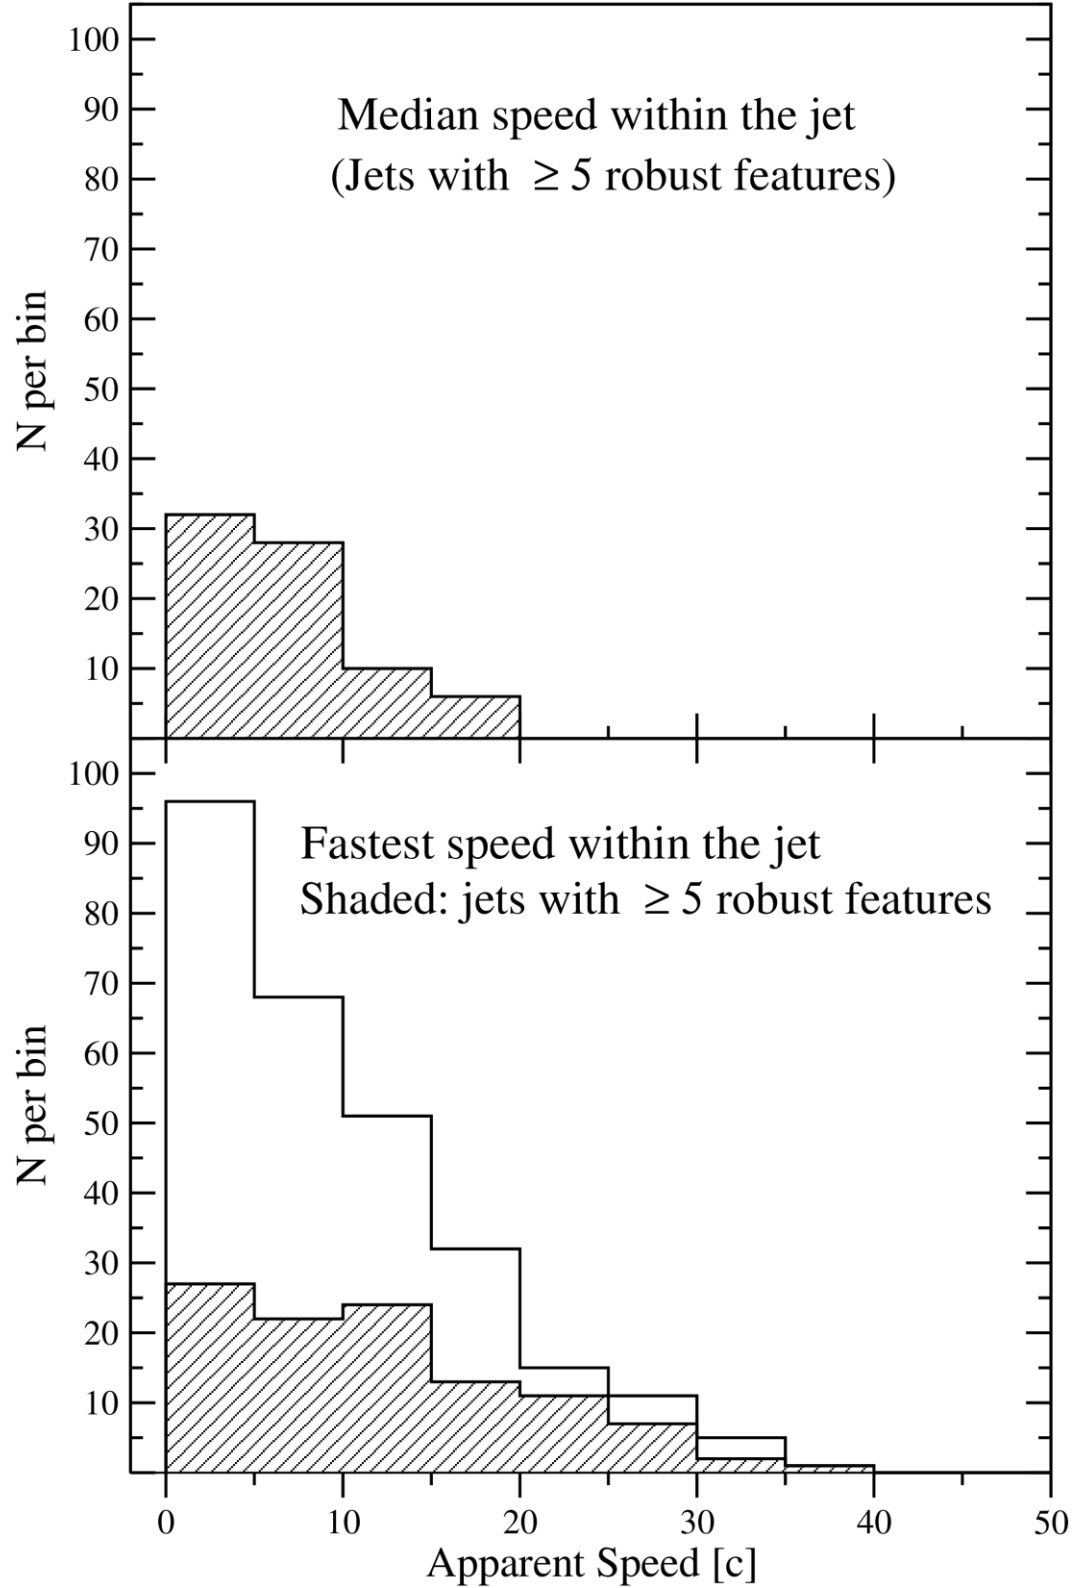 100
90
80
70
60
50
40
30
20
10
N per bin
Median speed within the jet
(Jets with ≥ 5 robust features)
100
90
80
70
60
50
40
30
20
10
N per bin
Fastest speed within the jet
Shaded: jets with ≥ 5 robust features
0 10 20 30 40 50
Apparent Speed [c]